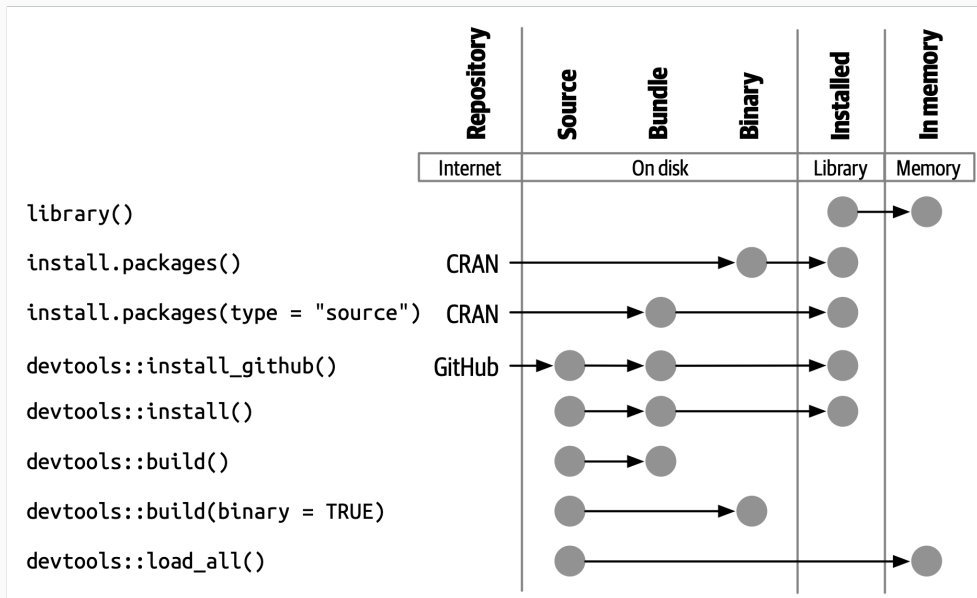 Repository Source Bundle Binary Installed In memory
Internet On disk Library Memory
library()
install.packages() CRAN
install.packages(type = "source") CRAN
devtools::install_github() GitHub
devtools::install()
devtools::build()
devtools::build(binary = TRUE)
devtools::load_all()